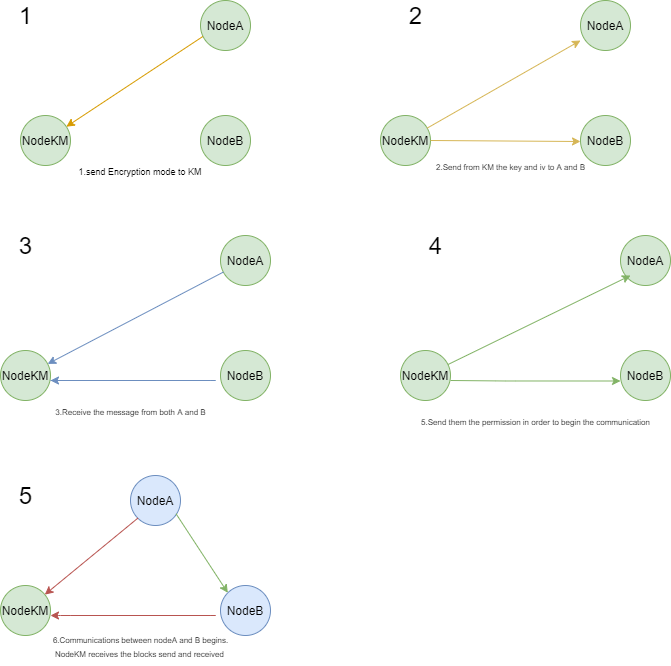 1
NodeA
NodeKM
NodeB
1.send Encryption mode to KM
2
NodeA
NodeKM
NodeB
2.Send from KM the key and iv to A and B
3
NodeA
NodeKM
NodeB
3.Receive the message from both A and B
4
NodeA
NodeKM
NodeB
5.Send them the permission in order to begin the communication
5
NodeA
NodeKM
NodeB
6.Communications between nodeA and B begins.
NodeKM receives the blocks send and received